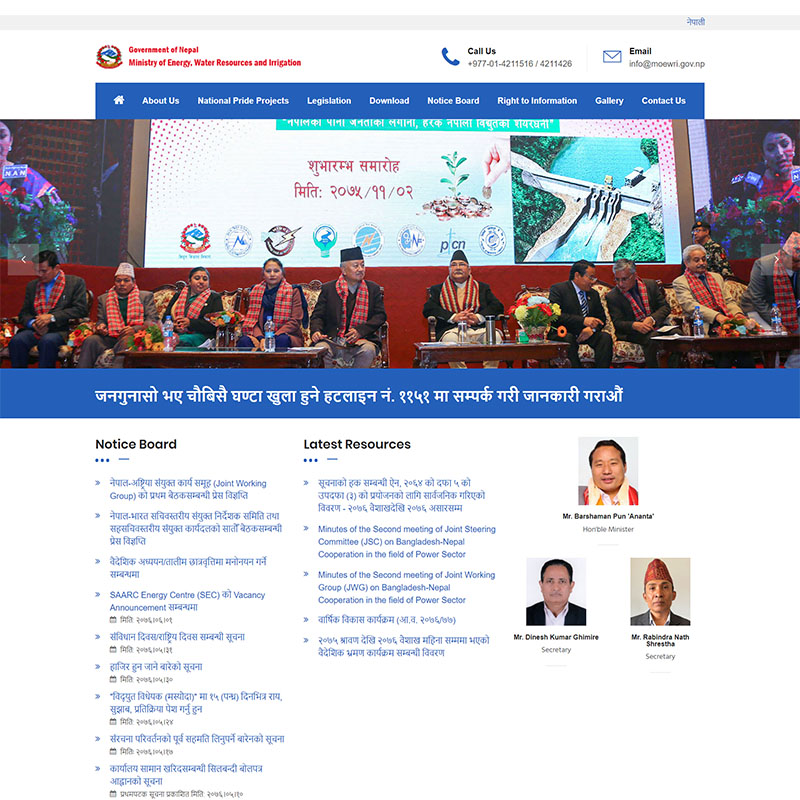 नेपाली
Government of Nepal
Ministry of Energy, Water Resources and Irrigation
Call Us
+977-01-4211516 / 4211426
Email
info@moewri.gov.np
About Us
National Pride Projects
Legislation
Download
Notice Board
Right to Information
Gallery
Contact Us
"नेपालको पानी जनताको लगानी, हरेक नेपाली विद्युतको शेयरधनी"
शुभारम्भ समारोह
मिति: २०७५/११/०२
NAN
जनगुनासो भए चौबिसै घण्टा खुला हुने हटलाइन नं. ११५१ मा सम्पर्क गरी जानकारी गराऔं
Notice Board
नेपाल-अष्ट्रिया संयुक्त कार्य समूह (Joint Working
Group) को प्रथम बैठकसम्बन्धी प्रेस विज्ञप्ति
नेपाल-भारत सचिवस्तरीय संयुक्त निर्देशक समिति तथा
सहसचिवस्तरीय संयुक्त कार्यदलको सातौँ बैठकसम्बन्धी
प्रेस विज्ञप्ति
वैदेशिक अध्ययन/तातीम छात्रवृत्तिमा मनोनयन गर्ने
सम्बन्धमा
SAARC Energy Centre (SEC) को Vacancy
Announcement सम्बन्धमा
मिति: २०७६।०६।०१
संविधान दिवस/राष्ट्रिय दिवस सम्बन्धी सूचना
मिति: २०७६।०५।३१
हाजिर हुन जाने बारेको सूचना
मिति: २०७६।०५।३०
"विद्युत विधेयक (मस्यौदा)" मा १५ (पन्ध्र) दिनभित्र राय,
सुझाब, प्रतिक्रिया पेश गर्नु हुन
मिति: २०७६।०५।२४
संरचना परिवर्तनको पूर्व सहमति लिनुपर्ने बारेनको सूचना
मिति: २०७६।०५।१७
कार्यालय सामान खरिदसम्बन्धी सिलबन्दी बोलपत्र
आह्वानको सूचना
प्रथमपटक सूचना प्रकाशित मिति: २०७६।०५।१०
Latest Resources
सूचनाको हक सम्बन्धी ऐन, २०६४ को दफा ५ को
उपदफा (३) को प्रयोजनको लागि सार्वजनिक गरिएको
विवरण - २०७६ वैशाखदेखि २०७६ असारसम्म
Minutes of the Second meeting of Joint Steering
Committee (JSC) on Bangladesh-Nepal
Cooperation in the field of Power Sector
Minutes of the Second meeting of Joint Working
Group (JWG) on Bangladesh-Nepal
Cooperation in the field of Power Sector
वार्षिक विकास कार्यक्रम (आ.व. २०७६/७७)
२०७५ श्रावण देखि २०७६ वैशाख महिना सम्ममा भएको
वैदेशिक भ्रमण कार्यक्रम सम्बन्धी विवरण
Mr. Barshaman Pun 'Ananta'
Hon'ble Minister
Mr. Dinesh Kumar Ghimire
Secretary
Mr. Rabindra Nath
Shrestha
Secretary